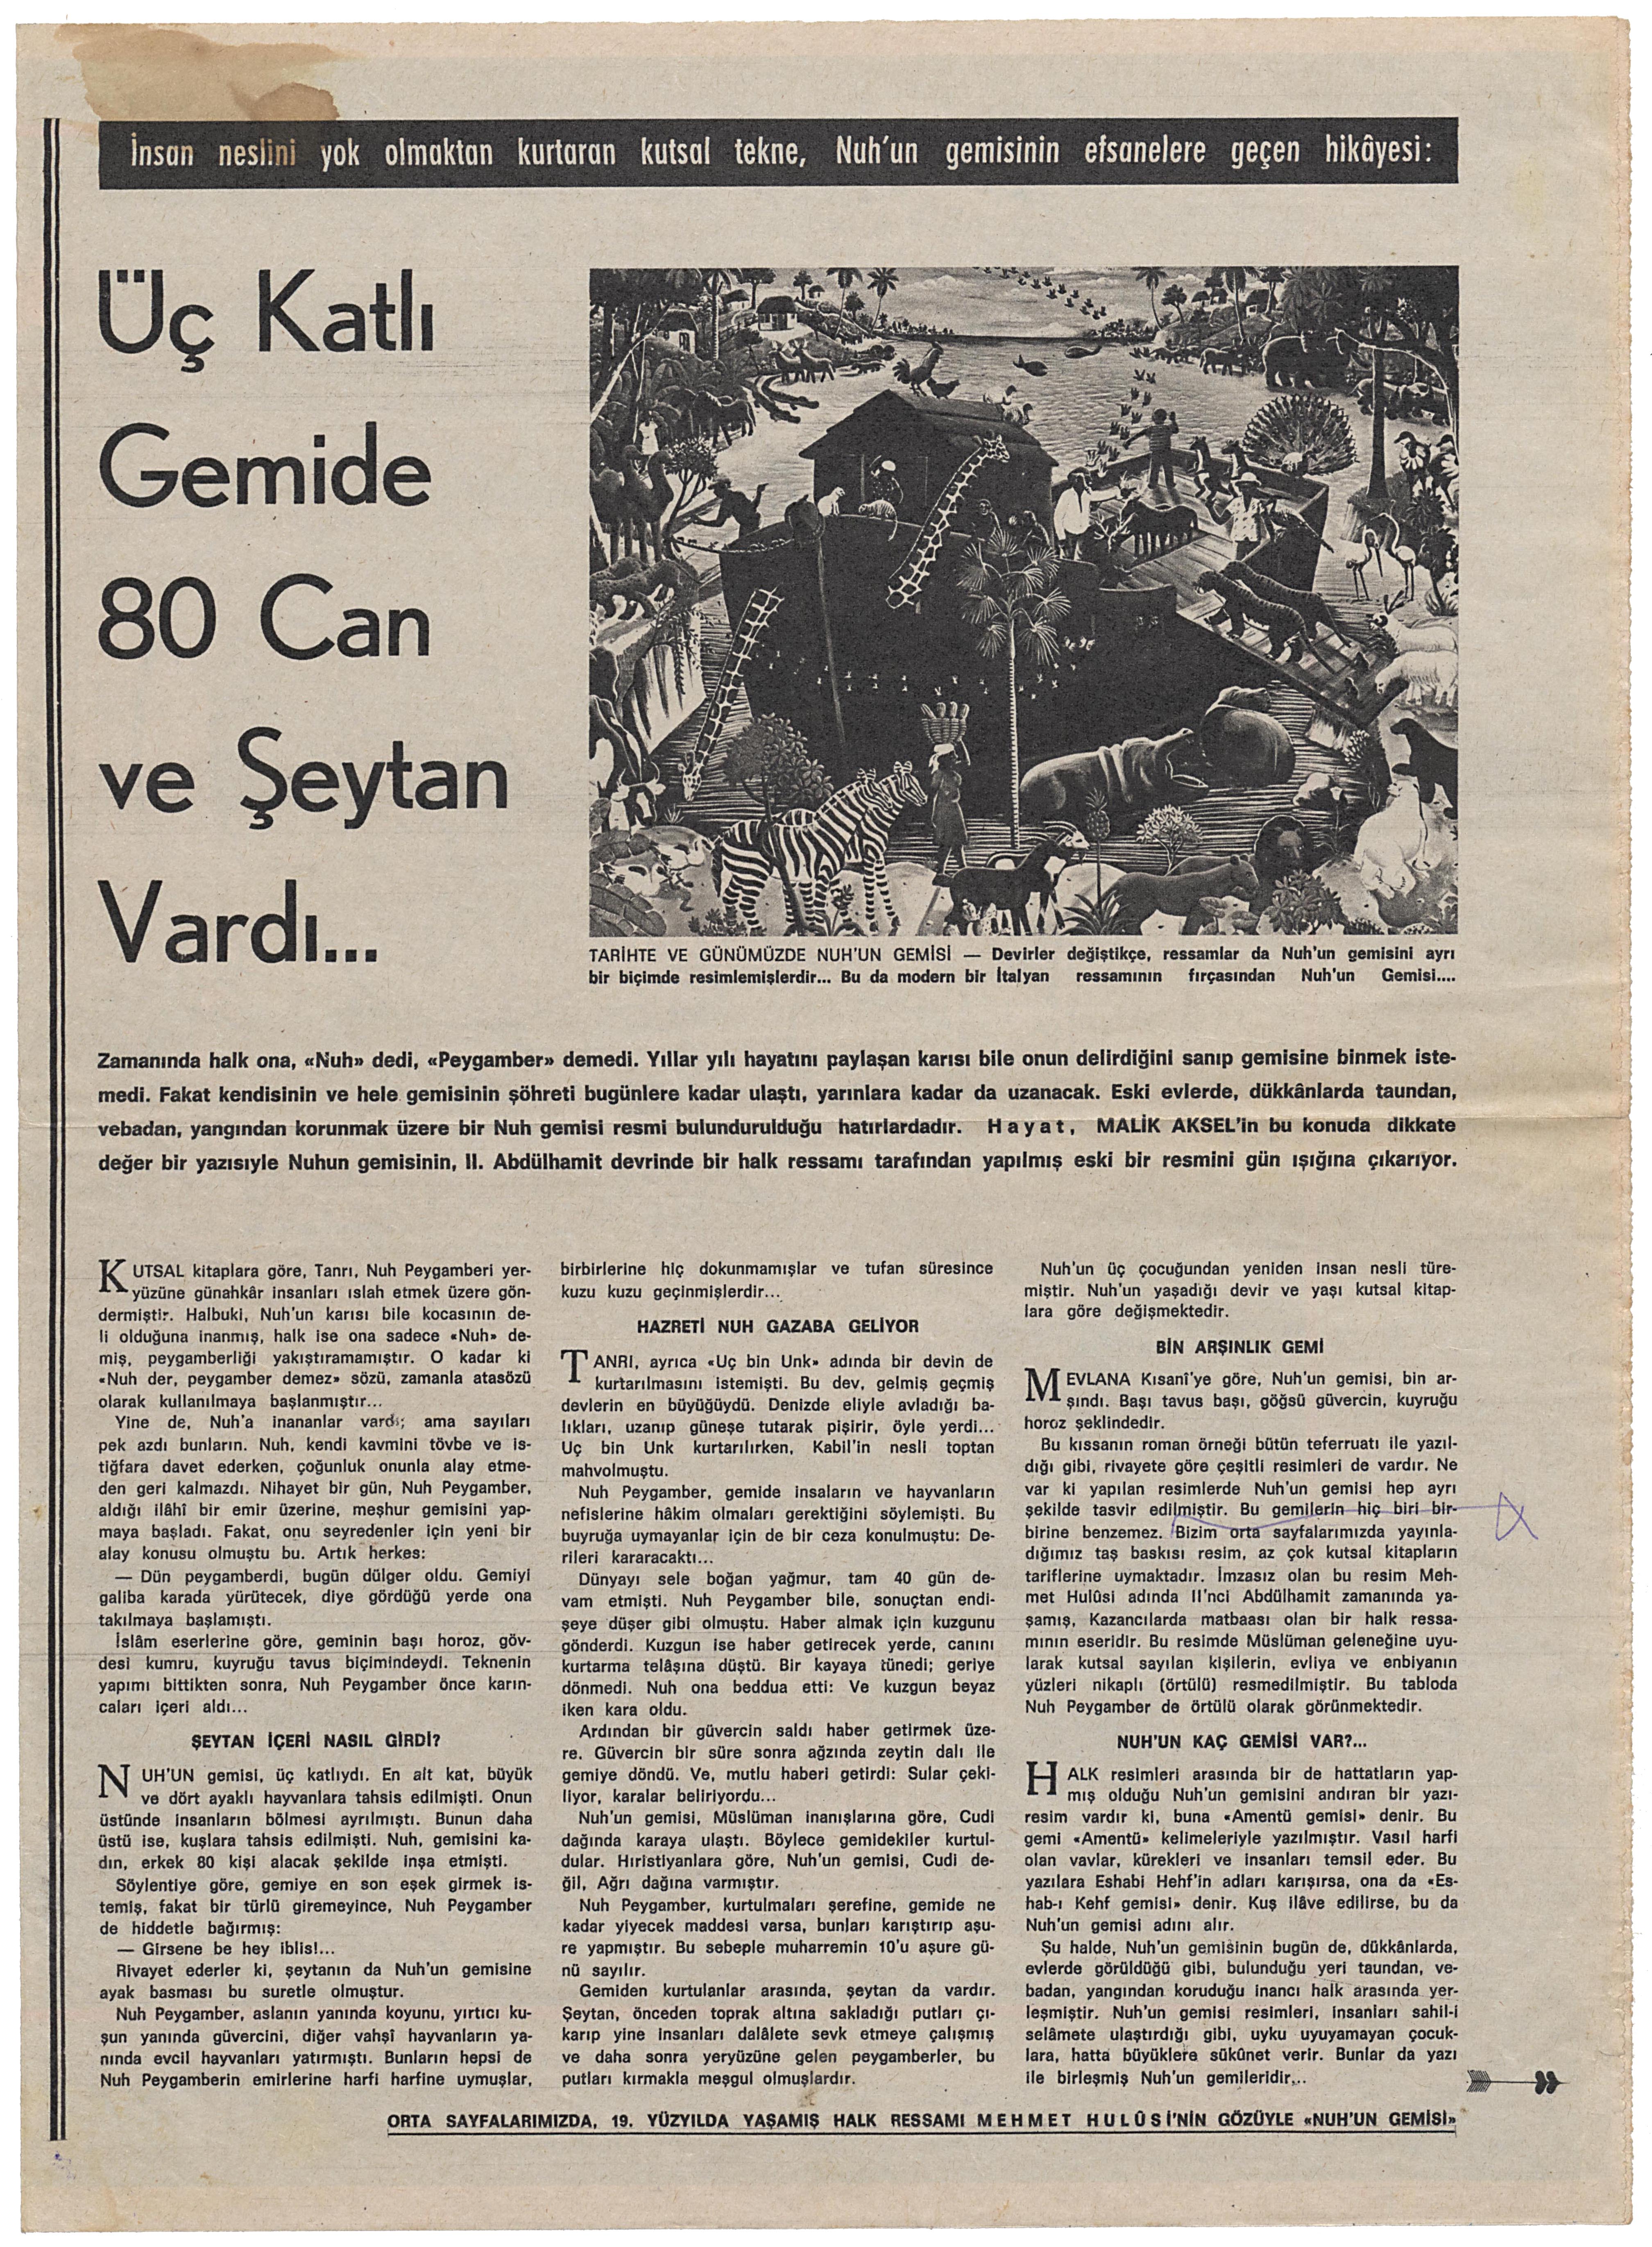 İnsan neslini yok olmaktan kurtaran kutsal tekne, Nuh'un gemisinin efsanelere geçen hikâyesi:
Üç Katlı
Gemide
80 Can
ve Şeytan
Vardı...
TARİHTE VE GÜNÜMÜZDE NUH'UN GEMİSİ — Devirler değiştikçe, ressamlar da Nuh'un gemisini ayrı
bir biçimde resimlemişlerdir... Bu da modern bir İtalyan ressamının fırçasından Nuh'un Gemisi....
Zamanında halk ona, «Nuh» dedi, «Peygamber» demedi. Yıllar yılı hayatını paylaşan karısı bile onun delirdiğini sanıp gemisine binmek iste-
medi. Fakat kendisinin ve hele gemisinin şöhreti bugünlere kadar ulaştı, yarınlara kadar da uzanacak. Eski evlerde, dükkânlarda taundan,
vebadan, yangından korunmak üzere bir Nuh gemisi resmi bulundurulduğu hatırlardadır. Hayat, MALİK AKSEL'in bu konuda dikkate
değer bir yazısıyle Nuhun gemisinin, II. Abdülhamit devrinde bir halk ressamı tarafından yapılmış eski bir resmini gün ışığına çıkarıyor.
KUTSAL kitaplara göre, Tanrı, Nuh Peygamberi yer-
yüzüne günahkâr insanları ıslah etmek üzere gön-
dermiştir. Halbuki, Nuh'un karısı bile kocasının de-
li olduğuna inanmış, halk ise ona sadece «Nuh» de-
miş, peygamberliği yakıştıramamıştır. O kadar ki
«Nuh der, peygamber demez» sözü, zamanla atasözü
olarak kullanılmaya başlanmıştır...
Yine de, Nuh'a inananlar vardı; ama sayıları
pek azdı bunların. Nuh, kendi kavmini tövbe ve is-
tiğfara davet ederken, çoğunluk onunla alay etme-
den geri kalmazdı. Nihayet bir gün, Nuh Peygamber,
aldığı ilâhî bir emir üzerine, meşhur gemisini yap-
maya başladı. Fakat, onu seyredenler için yeni bir
alay konusu olmuştu bu. Artık herkes:
— Dün peygamberdi, bugün dülger oldu. Gemiyi
galiba karada yürütecek, diye gördüğü yerde ona
takılmaya başlamıştı.
İslâm eserlerine göre, geminin başı horoz, göv-
desi kumru, kuyruğu tavus biçimindeydi. Teknenin
yapımı bittikten sonra, Nuh Peygamber önce karın-
caları içeri aldı...
ŞEYTAN İÇERİ NASIL GİRDİ?
NUH'UN gemisi, üç katlıydı. En alt kat, büyük
ve dört ayaklı hayvanlara tahsis edilmişti. Onun
üstünde insanların bölmesi ayrılmıştı. Bunun daha
üstü ise, kuşlara tahsis edilmişti. Nuh, gemisini ka-
dın, erkek 80 kişi alacak şekilde inşa etmişti.
Söylentiye göre, gemiye en son eşek girmek is-
temiş, fakat bir türlü giremeyince, Nuh Peygamber
de hiddetle bağırmış:
— Girsene be hey iblis!...
Rivayet ederler ki, şeytanın da Nuh'un gemisine
ayak basması bu suretle olmuştur.
Nuh Peygamber, aslanın yanında koyunu, yırtıcı ku-
şun yanında güvercini, diğer vahşî hayvanların ya-
nında evcil hayvanları yatırmıştı. Bunların hepsi de
Nuh Peygamberin emirlerine harfi harfine uymuşlar,
birbirlerine hiç dokunmamışlar ve tufan süresince
kuzu kuzu geçinmişlerdir...
HAZRETİ NUH GAZABA GELİYOR
TANRI, ayrıca «Uç bin Unk» adında bir devin de
kurtarılmasını istemişti. Bu dev, gelmiş geçmiş
devlerin en büyüğüydü. Denizde eliyle avladığı ba-
lıkları, uzanıp güneşe tutarak pişirir, öyle yerdi...
Uç bin Unk kurtarılırken, Kabil'in nesli toptan
mahvolmuştu.
Nuh Peygamber, gemide insaların ve hayvanların
nefislerine hâkim olmaları gerektiğini söylemişti. Bu
buyruğa uymayanlar için de bir ceza konulmuştu: De-
rileri kararacaktı...
Dünyayı sele boğan yağmur, tam 40 gün de-
vam etmişti. Nuh Peygamber bile, sonuçtan endi-
şeye düşer gibi olmuştu. Haber almak için kuzgunu
gönderdi. Kuzgun ise haber getirecek yerde, canını
kurtarma telâşına düştü. Bir kayaya tünedi; geriye
dönmedi. Nuh ona beddua etti: Ve kuzgun beyaz
iken kara oldu.
Ardından bir güvercin saldı haber getirmek üze-
re. Güvercin bir süre sonra ağzında zeytin dalı ile
gemiye döndü. Ve, mutlu haberi getirdi: Sular çeki-
liyor, karalar beliriyordu...
Nuh'un gemisi, Müslüman inanışlarına göre, Cudi
dağında karaya ulaştı. Böylece gemidekiler kurtul-
dular. Hıristiyanlara göre, Nuh'un gemisi, Cudi de-
ğil, Ağrı dağına varmıştır.
Nuh Peygamber, kurtulmaları şerefine, gemide ne
kadar yiyecek maddesi varsa, bunları karıştırıp aşu-
re yapmıştır. Bu sebeple muharremin 10'u aşure gü-
nü sayılır.
Gemiden kurtulanlar arasında, şeytan da vardır.
Şeytan, önceden toprak altına sakladığı putları çı-
karıp yine insanları dalâlete sevk etmeye çalışmış
ve daha sonra yeryüzüne gelen peygamberler, bu
putları kırmakla meşgul olmuşlardır.
Nuh'un üç çocuğundan yeniden insan nesli türe-
miştir. Nuh'un yaşadığı devir ve yaşı kutsal kitap-
lara göre değişmektedir.
BİN ARŞINLIK GEMİ
MEVLANA Kısanî'ye göre, Nuh'un gemisi, bin ar-
şındı. Başı tavus başı, göğsü güvercin, kuyruğu
horoz şeklindedir.
Bu kıssanın roman örneği bütün teferruatı ile yazıl-
dığı gibi, rivayete göre çeşitli resimleri de vardır. Ne
var ki yapılan resimlerde Nuh'un gemisi hep ayrı
şekilde tasvir edilmiştir. Bu gemilerin hiç biri bir-
birine benzemez. Bizim orta sayfalarımızda yayınla-
dığımız taş baskısı resim, az çok kutsal kitapların
tariflerine uymaktadır. İmzasız olan bu resim Meh-
met Hulûsi adında II'nci Abdülhamit zamanında ya-
şamış, Kazancılarda matbaası olan bir halk ressa-
mının eseridir. Bu resimde Müslüman geleneğine uyu-
larak kutsal sayılan kişilerin, evliya ve enbiyanın
yüzleri nikaplı (örtülü) resmedilmiştir. Bu tabloda
Nuh Peygamber de örtülü olarak görünmektedir.
NUH'UN KAÇ GEMİSİ VAR?...
HALK resimleri arasında bir de hattatların yap-
mış olduğu Nuh'un gemisini andıran bir yazı-
resim vardır ki, buna «Amentü gemisi» denir. Bu
gemi «Amentü» kelimeleriyle yazılmıştır. Vasıl harfi
olan vavlar, kürekleri ve insanları temsil eder. Bu
yazılara Eshabi Hehf'in adları karışırsa, ona da «Es-
hab-ı Kehf gemisi» denir. Kuş ilâve edilirse, bu da
Nuh'un gemisi adını alır.
Şu halde, Nuh'un gemisinin bugün de, dükkânlarda,
evlerde görüldüğü gibi, bulunduğu yeri taundan, ve-
badan, yangından koruduğu inancı halk arasında yer-
leşmiştir. Nuh'un gemisi resimleri, insanları sahil-i
selâmete ulaştırdığı gibi, uyku uyuyamayan çocuk-
lara, hatta büyüklere sükûnet verir. Bunlar da yazı
ile birleşmiş Nuh'un gemileridir...
ORTA SAYFALARIMIZDA, 19. YÜZYILDA YAŞAMIŞ HALK RESSAMI MEHMET HULÛSİ'NİN GÖZÜYLE «NUH'UN GEMİSİ»